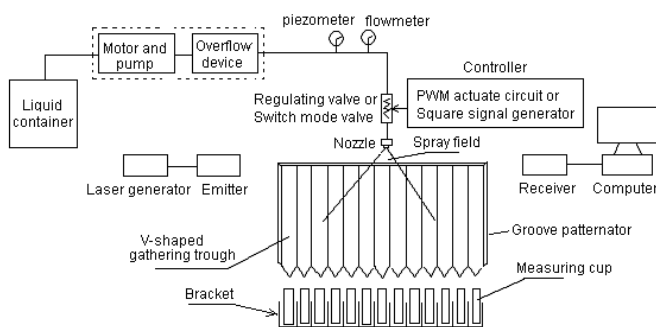 piezometer
flowmeter
Motor and
pump
Overflow
device
Controller
Liquid
container
Regulating valve or
Switch mode valve
PWM actuate circuit or
Square signal generator
Nozzle
Spray field
Laser generator
Emitter
Receiver
Computer
V-shaped
gathering trough
Groove patternator
Measuring cup
Bracket